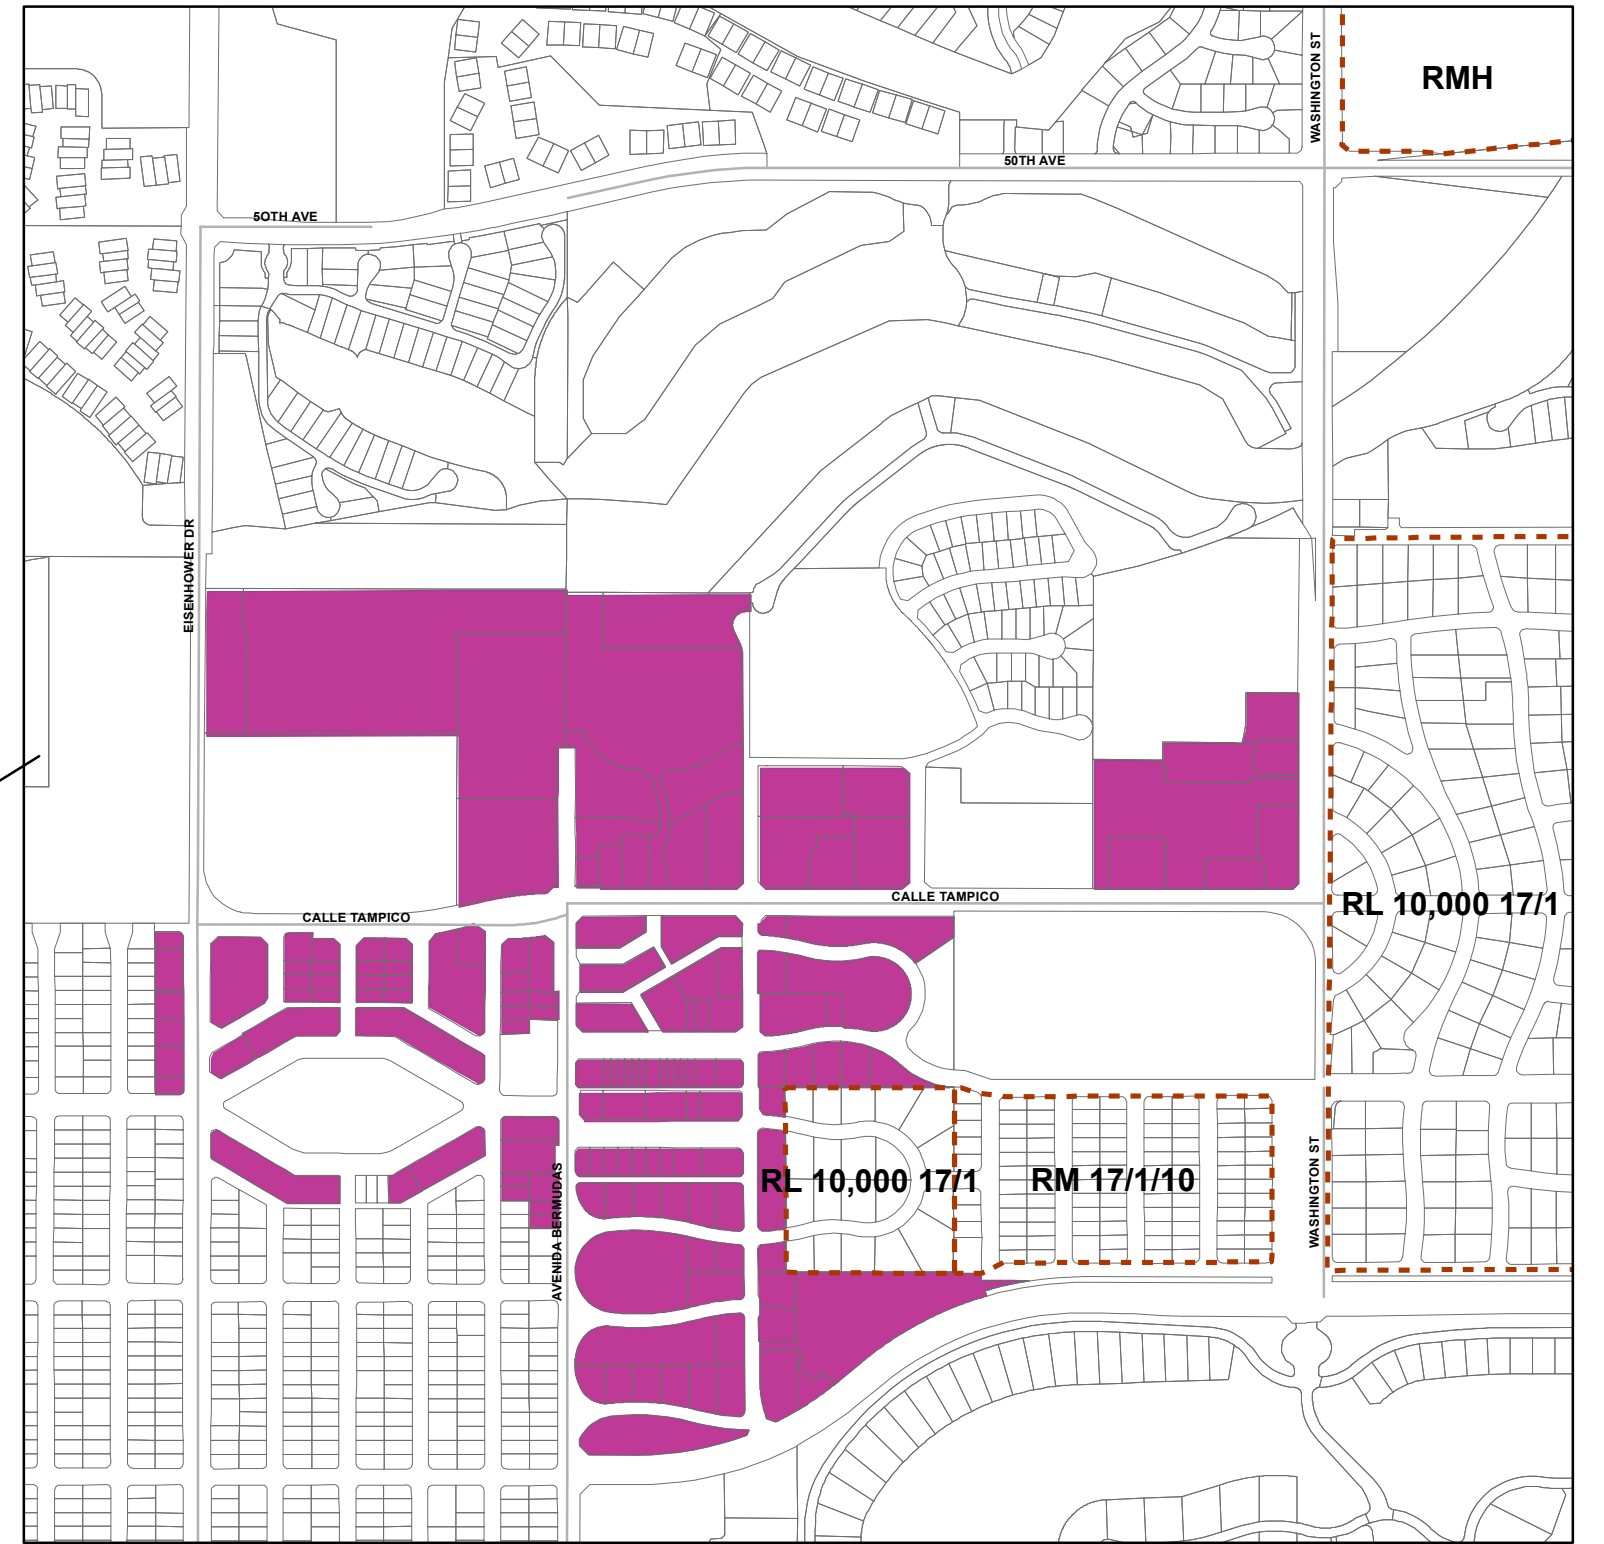 WASHINGTON ST
RMH
50TH AVE
50TH AVE
EISENHOWER DR
CALLE TAMPICO
RL 10,000 17/1
CALLE TAMPICO
RL 10,000 17/1
RM 17/1/10
WASHINGTON ST
AVENIDA BERMUDAS